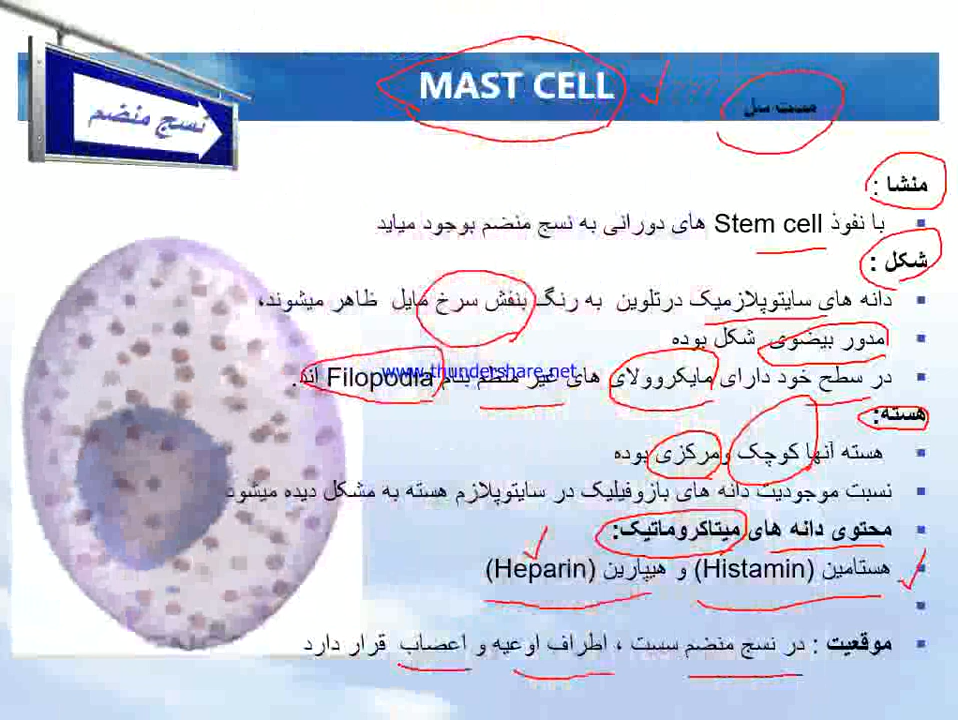 نسج منضم
MAST CELL
مست سل
منشا :
با نفوذ Stem cell های دورانی به نسج منضم بوجود میاید
شکل :
دانه های سایتوپلازمیک درتلوین به رنگ بنفش سرخ مایل ظاهر میشوند،
مدور بیضوی شکل بوده
www.thundershare.net
در سطح خود دارای مایکروولای های غیر منظم بنام Filopodia اند.
هسته:
هسته آنها کوچک ومرکزی بوده
نسبت موجودیت دانه های بازوفیلیک در سایتوپلازم هسته به مشکل دیده میشود
محتوی دانه های میتاکروماتیک:
هستامین (Histamin) و هیپارین (Heparin)
موقعیت : در نسج منضم سست ، اطراف اوعیه و اعصاب قرار دارد